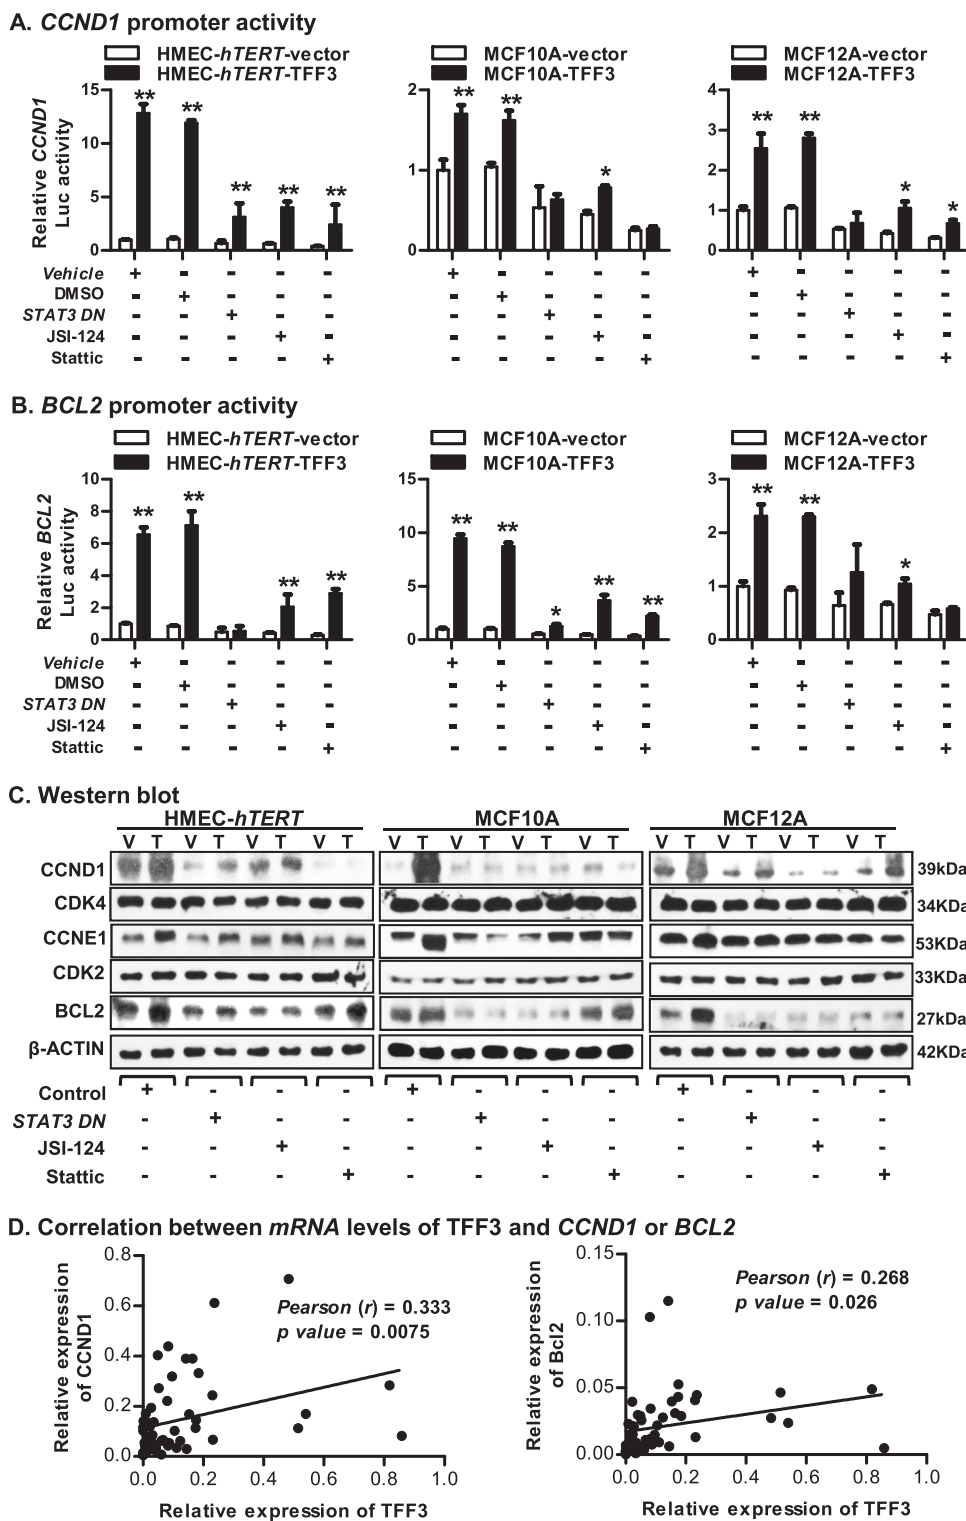 A. CCND1 promoter activity
HMEC-hTERT-vector
HMEC-hTERT-TFF3
MCF10A-vector
MCF10A-TFF3
MCF12A-vector
MCF12A-TFF3
Relative CCND1
Luc activity
15
10
5
0
** ** ** ** **
2
1
0
** ** *
4
3
2
1
0
** ** * *
Vehicle + - - - - + - - - - + - - - -
DMSO - + - - - - + - - - - + - - -
STAT3 DN - - + - - - - + - - - - + - -
JSI-124 - - - + - - - - + - - - - + -
Stattic - - - - + - - - - + - - - - +
B. BCL2 promoter activity
HMEC-hTERT-vector
HMEC-hTERT-TFF3
MCF10A-vector
MCF10A-TFF3
MCF12A-vector
MCF12A-TFF3
Relative BCL2
Luc activity
10
8
6
4
2
0
** ** ** **
15
10
5
0
** ** * ** **
3
2
1
0
** ** *
Vehicle + - - - - + - - - - + - - - -
DMSO - + - - - - + - - - - + - - -
STAT3 DN - - + - - - - + - - - - + - -
JSI-124 - - - + - - - - + - - - - + -
Stattic - - - - + - - - - + - - - - +
C. Western blot
HMEC-hTERT MCF10A MCF12A
V T V T V T V T V T V T V T V T V T V T V T V T
CCND1 39kDa
CDK4 34KDa
CCNE1 53KDa
CDK2 33KDa
BCL2 27kDa
β-ACTIN 42KDa
Control + - - - + - - - + - - -
STAT3 DN - + - - - + - - - + - -
JSI-124 - - + - - - + - - - + -
Stattic - - - + - - - + - - - +
D. Correlation between mRNA levels of TFF3 and CCND1 or BCL2
Relative expression
of CCND1
0.8
0.6
0.4
0.2
0.0
Pearson (r) = 0.333
p value = 0.0075
0.0 0.2 0.4 0.6 0.8 1.0
Relative expression of TFF3
Relative expression
of Bcl2
0.15
0.10
0.05
0.00
Pearson (r) = 0.268
p value = 0.026
0.0 0.2 0.4 0.6 0.8 1.0
Relative expression of TFF3